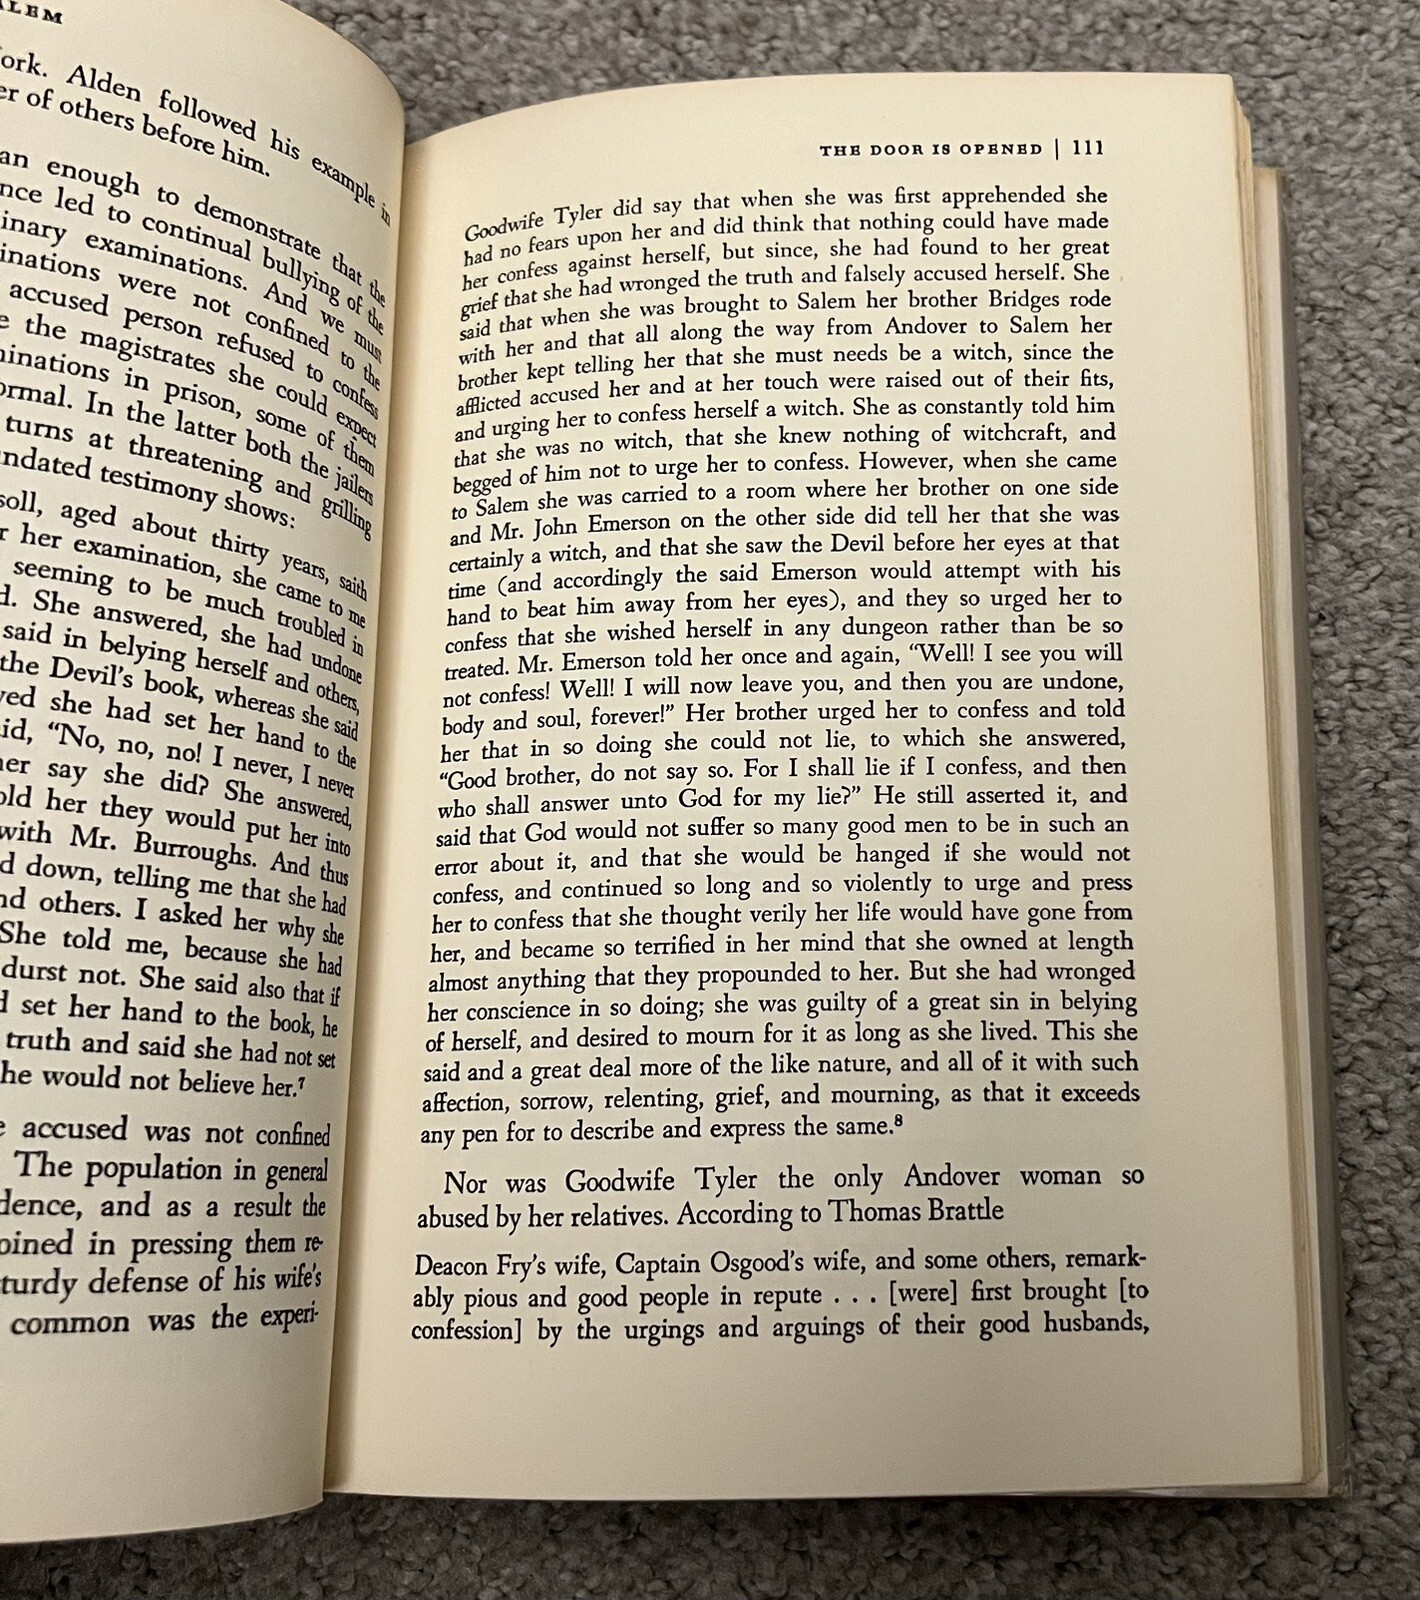 ALEM
ork. Alden followed his example in
er of others before him.
an enough to demonstrate that the
nce led to continual bullying of the
inary examinations. And we must
inations were not confined to the
accused person refused to confess
e the magistrates she could expect
inations in prison, some of them
ormal. In the latter both the jailers
turns at threatening and grilling
ndated testimony shows:
soll, aged about thirty years, saith
r her examination, she came to me
seeming to be much troubled in
d. She answered, she had undone
said in belying herself and others,
the Devil's book, whereas she said
ved she had set her hand to the
id, "No, no, no! I never, I never
her say she did? She answered,
old her they would put her into
with Mr. Burroughs. And thus
d down, telling me that she had
nd others. I asked her why she
She told me, because she had
durst not. She said also that if
d set her hand to the book, he
truth and said she had not set
he would not believe her.⁷
e accused was not confined
The population in general
dence, and as a result the
oined in pressing them re-
turdy defense of his wife's
common was the experi-
THE DOOR IS OPENED | 111
Goodwife Tyler did say that when she was first apprehended she
had no fears upon her and did think that nothing could have made
her confess against herself, but since, she had found to her great
grief that she had wronged the truth and falsely accused herself. She
said that when she was brought to Salem her brother Bridges rode
with her and that all along the way from Andover to Salem her
brother kept telling her that she must needs be a witch, since the
afflicted accused her and at her touch were raised out of their fits,
and urging her to confess herself a witch. She as constantly told him
that she was no witch, that she knew nothing of witchcraft, and
begged of him not to urge her to confess. However, when she came
to Salem she was carried to a room where her brother on one side
and Mr. John Emerson on the other side did tell her that she was
certainly a witch, and that she saw the Devil before her eyes at that
time (and accordingly the said Emerson would attempt with his
hand to beat him away from her eyes), and they so urged her to
confess that she wished herself in any dungeon rather than be so
treated. Mr. Emerson told her once and again, "Well! I see you will
not confess! Well! I will now leave you, and then you are undone,
body and soul, forever!" Her brother urged her to confess and told
her that in so doing she could not lie, to which she answered,
"Good brother, do not say so. For I shall lie if I confess, and then
who shall answer unto God for my lie?" He still asserted it, and
said that God would not suffer so many good men to be in such an
error about it, and that she would be hanged if she would not
confess, and continued so long and so violently to urge and press
her to confess that she thought verily her life would have gone from
her, and became so terrified in her mind that she owned at length
almost anything that they propounded to her. But she had wronged
her conscience in so doing; she was guilty of a great sin in belying
of herself, and desired to mourn for it as long as she lived. This she
said and a great deal more of the like nature, and all of it with such
affection, sorrow, relenting, grief, and mourning, as that it exceeds
any pen for to describe and express the same.⁸
Nor was Goodwife Tyler the only Andover woman so
abused by her relatives. According to Thomas Brattle
Deacon Fry's wife, Captain Osgood's wife, and some others, remark-
ably pious and good people in repute . . . [were] first brought [to
confession] by the urgings and arguings of their good husbands,